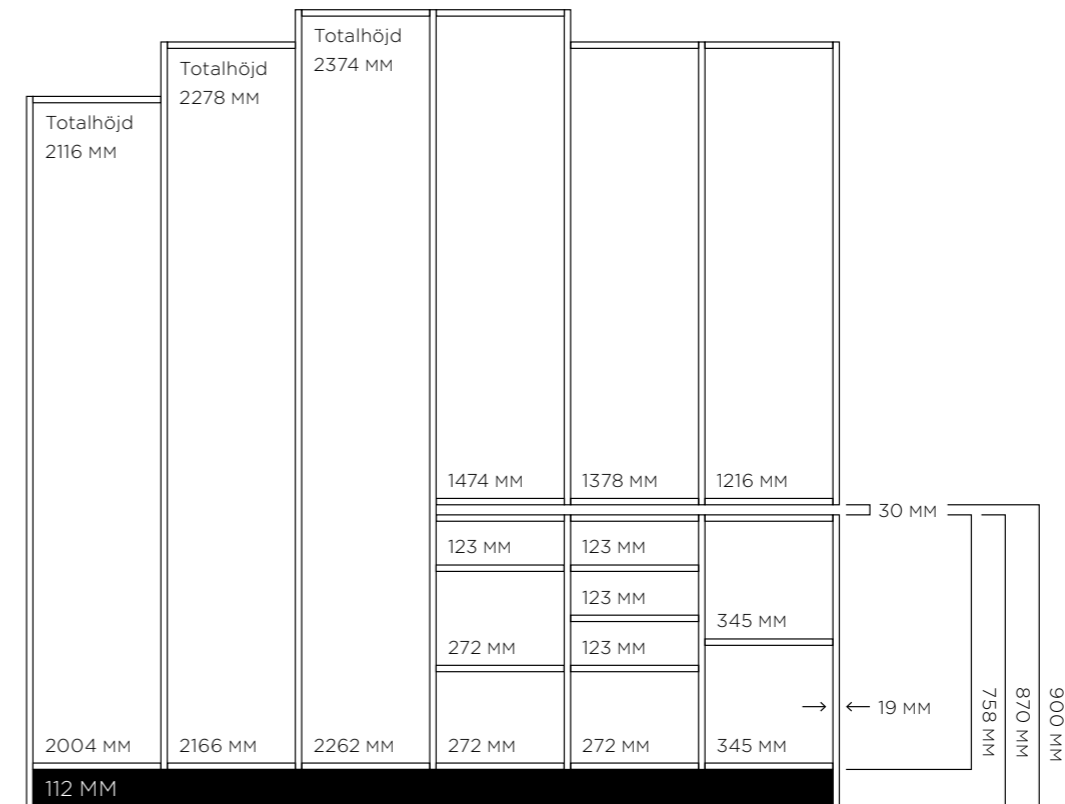 Totalhöjd
2116 MM
Totalhöjd
2278 MM
Totalhöjd
2374 MM
1474 MM
1378 MM
1216 MM
30 MM
123 MM
123 MM
123 MM
345 MM
272 MM
123 MM
19 MM
758 MM
870 MM
900 MM
2004 MM
2166 MM
2262 MM
272 MM
272 MM
345 MM
112 MM